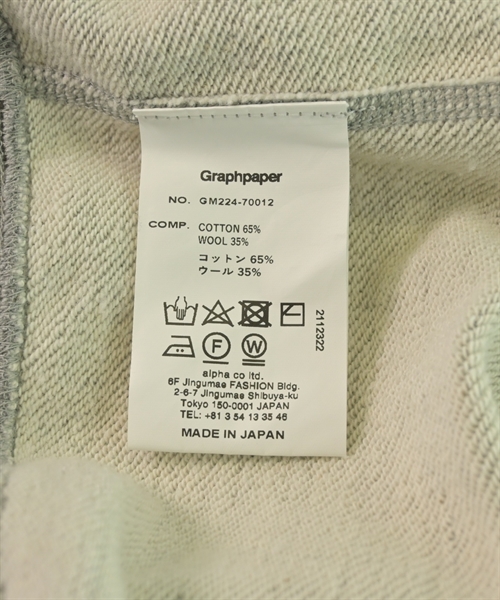 Graphpaper
NO. GM224-70012
COMP. COTTON 65%
WOOL 35%
コットン 65%
ウール 35%
2112322
F W
alpha co ltd.
6F Jingumae FASHION Bldg.
2-6-7 Jingumae Shibuya-ku
Tokyo 150-0001 JAPAN
TEL: +81 3 54 13 35 46
MADE IN JAPAN